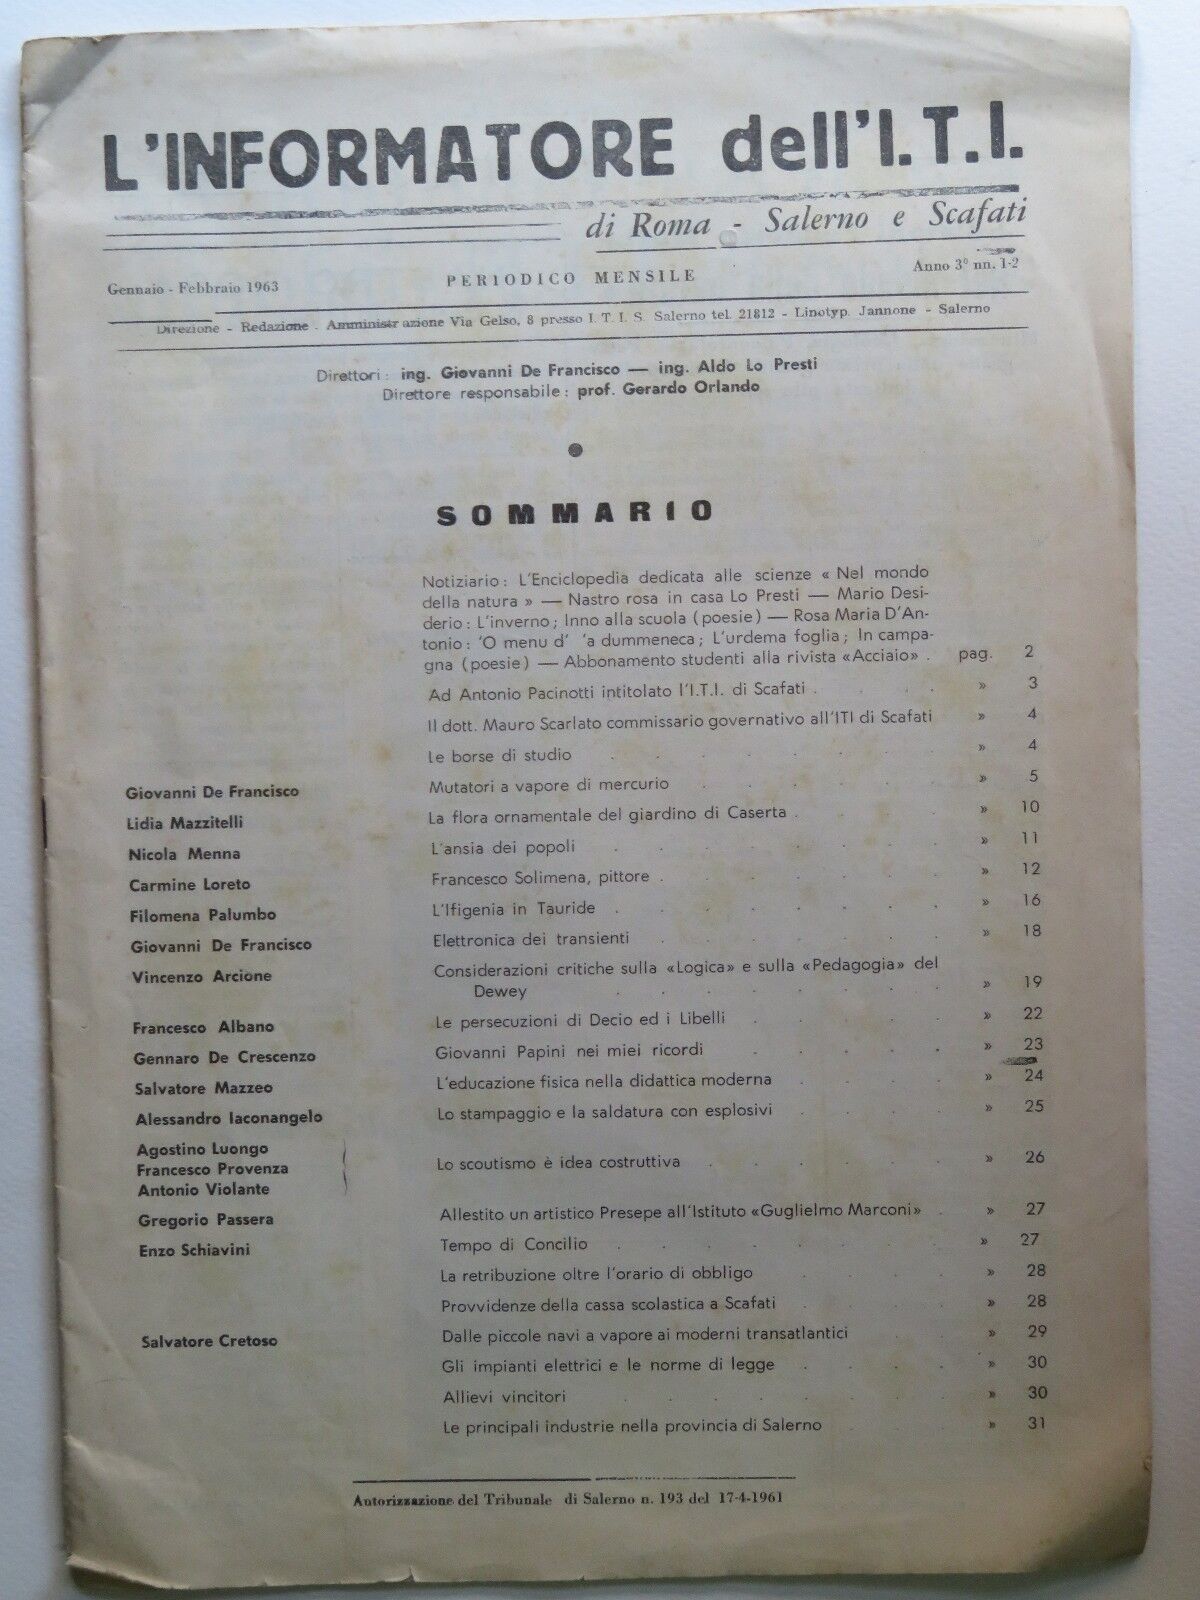 L'INFORMATORE dell'I.T.I.
di Roma - Salerno e Scafati
Gennaio - Febbraio 1963 PERIODICO MENSILE Anno 3° nn. 1-2
Direzione - Redazione - Amministrazione Via Gelso, 8 presso I. T. I. S. Salerno tel. 21812 - Linotyp. Jannone - Salerno
Direttori: ing. Giovanni De Francisco — ing. Aldo Lo Presti
Direttore responsabile: prof. Gerardo Orlando
SOMMARIO
Notiziario: L'Enciclopedia dedicata alle scienze « Nel mondo
della natura » — Nastro rosa in casa Lo Presti — Mario Desi-
derio: L'inverno; Inno alla scuola (poesie) — Rosa Maria D'An-
tonio: 'O menu d' 'a dummeneca; L'urdema foglia; In campa-
gna (poesie) — Abbonamento studenti alla rivista «Acciaio» . pag. 2
Ad Antonio Pacinotti intitolato l'I.T.I. di Scafati . . . . » 3
Il dott. Mauro Scarlato commissario governativo all'ITI di Scafati » 4
Le borse di studio . . . . . . . » 4
Giovanni De Francisco Mutatori a vapore di mercurio . . . . . . » 5
Lidia Mazzitelli La flora ornamentale del giardino di Caserta . . . . » 10
Nicola Menna L'ansia dei popoli . . . . . . . . » 11
Carmine Loreto Francesco Solimena, pittore . . . . . . . » 12
Filomena Palumbo L'Ifigenia in Tauride . . . . . . . . » 16
Giovanni De Francisco Elettronica dei transienti . . . . . . . » 18
Vincenzo Arcione Considerazioni critiche sulla «Logica» e sulla «Pedagogia» del
Dewey . . . . . . . . » 19
Francesco Albano Le persecuzioni di Decio ed i Libelli . . . . . » 22
Gennaro De Crescenzo Giovanni Papini nei miei ricordi . . . . . » 23
Salvatore Mazzeo L'educazione fisica nella didattica moderna . . . . » 24
Alessandro Iaconangelo Lo stampaggio e la saldatura con esplosivi . . . . » 25
Agostino Luongo
Francesco Provenza Lo scoutismo è idea costruttiva . . . . . . » 26
Antonio Violante
Gregorio Passera Allestito un artistico Presepe all'Istituto «Guglielmo Marconi» . » 27
Enzo Schiavini Tempo di Concilio . . . . . . . . » 27
La retribuzione oltre l'orario di obbligo . . . . » 28
Provvidenze della cassa scolastica a Scafati . . . . » 28
Salvatore Cretoso Dalle piccole navi a vapore ai moderni transatlantici . . » 29
Gli impianti elettrici e le norme di legge . . . . » 30
Allievi vincitori . . . . . . . . » 30
Le principali industrie nella provincia di Salerno . . . » 31
Autorizzazione del Tribunale di Salerno n. 193 del 17-4-1961